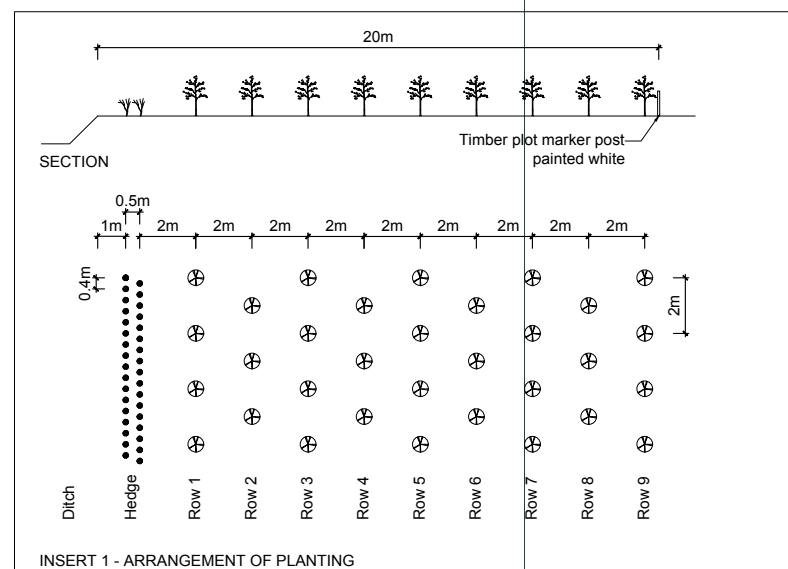 20m
Timber plot marker post
painted white
SECTION
0.5m
1m 2m 2m 2m 2m 2m 2m 2m 2m 2m
0.4m
2m
Ditch
Hedge
Row 1
Row 2
Row 3
Row 4
Row 5
Row 6
Row 7
Row 8
Row 9
INSERT 1 - ARRANGEMENT OF PLANTING